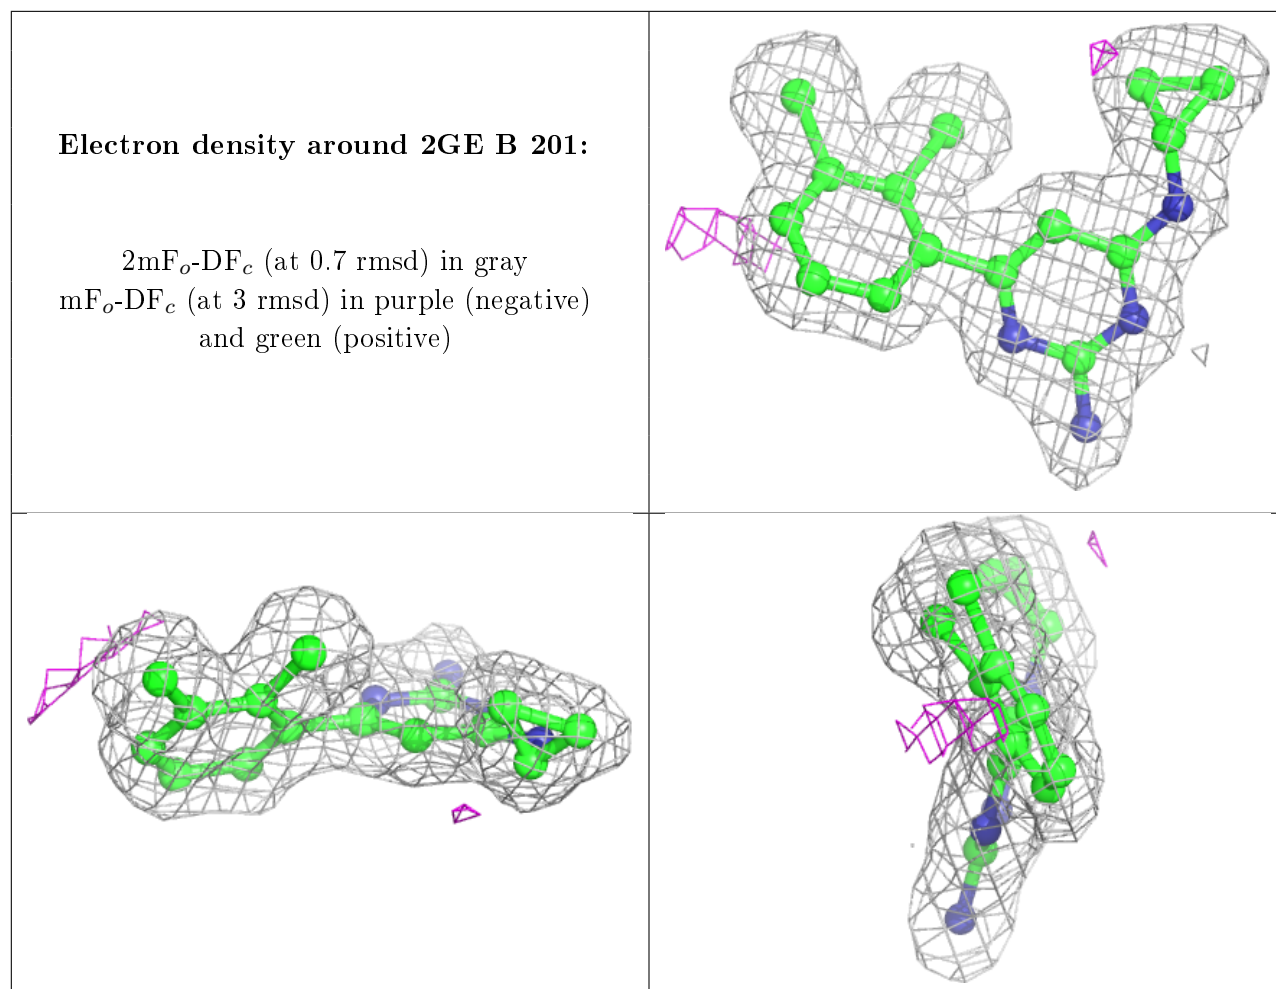 Electron density around 2GE B 201:
2mFo-DFc (at 0.7 rmsd) in gray
mFo-DFc (at 3 rmsd) in purple (negative)
and green (positive)